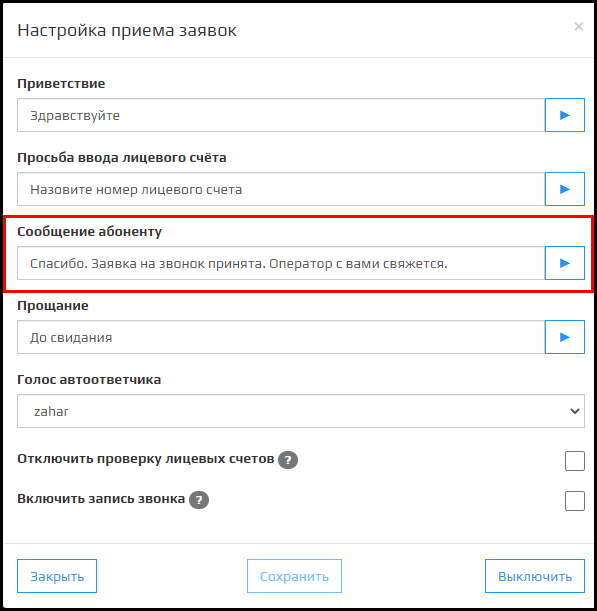 Настройка приема заявок ×
Приветствие
Здравствуйте
Просьба ввода лицевого счёта
Назовите номер лицевого счета
Сообщение абоненту
Спасибо. Заявка на звонок принята. Оператор с вами свяжется.
Прощание
До свидания
Голос автоответчика
zahar
Отключить проверку лицевых счетов ?
Включить запись звонка ?
Закрыть Сохранить Выключить